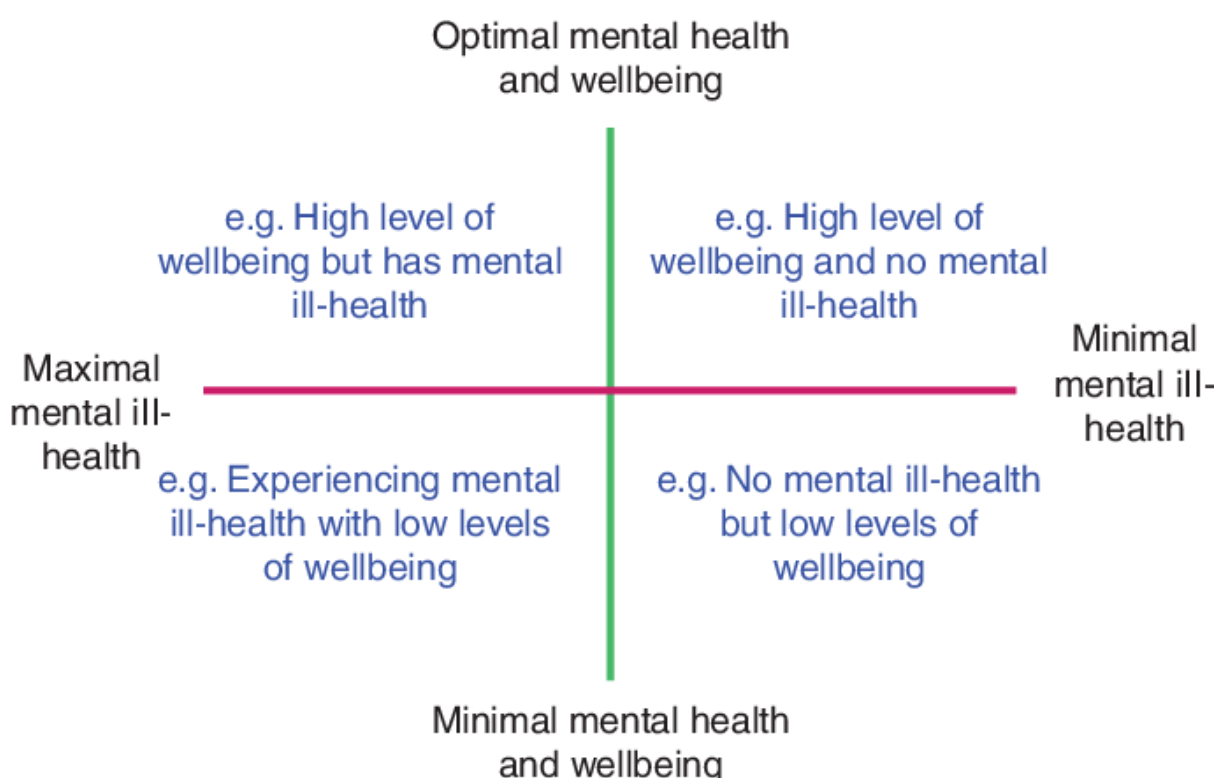 Optimal mental health
and wellbeing
e.g. High level of
wellbeing but has mental
ill-health
e.g. High level of
wellbeing and no mental
ill-health
Maximal
mental ill-
health
Minimal
mental ill-
health
e.g. Experiencing mental
ill-health with low levels
of wellbeing
e.g. No mental ill-health
but low levels of
wellbeing
Minimal mental health
and wellbeing